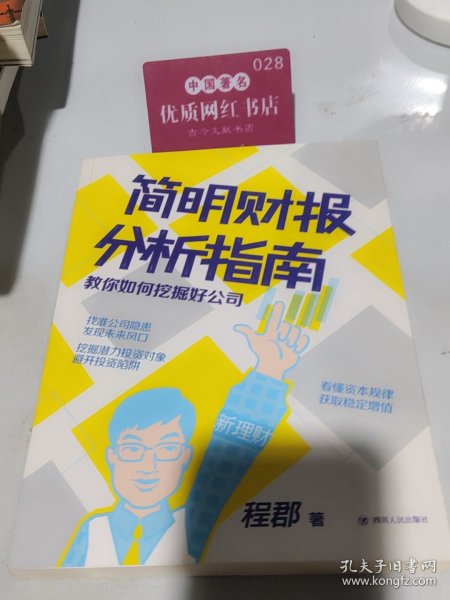 028
中国著名
优质网红书店
古今文献书店
简明财报
分析指南
教你如何挖掘好公司
找准公司隐患
发现未来风口
挖掘潜力投资对象
避开投资陷阱
看懂资本规律
获取稳定增值
新理财
程郡 著
四川人民出版社
孔夫子旧书网
www.kongfz.com